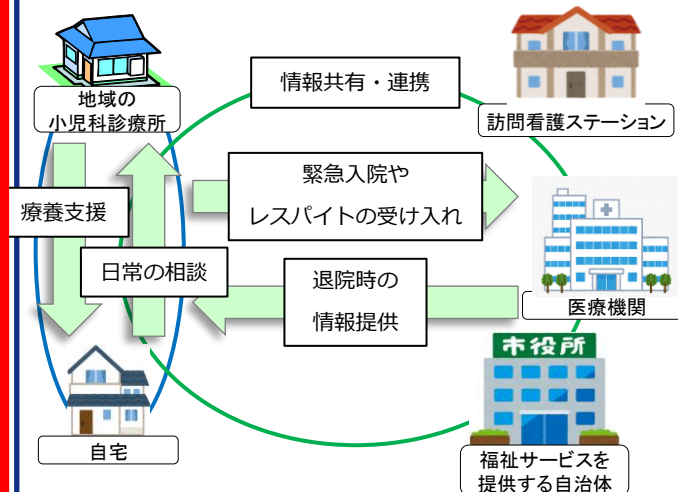 地域の
小児科診療所
情報共有・連携
訪問看護ステーション
緊急入院や
レスパイトの受け入れ
療養支援
日常の相談
退院時の
情報提供
医療機関
市役所
自宅
福祉サービスを
提供する自治体